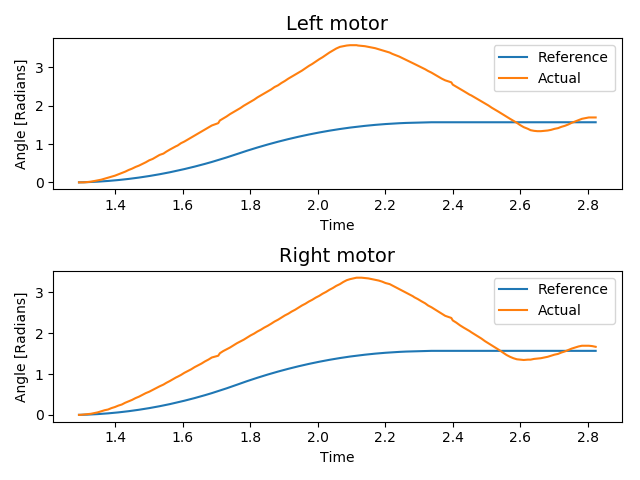 Left motor
Angle [Radians]
3
2
1
0
Reference
Actual
1.4 1.6 1.8 2.0 2.2 2.4 2.6 2.8
Time
Right motor
Angle [Radians]
3
2
1
0
Reference
Actual
1.4 1.6 1.8 2.0 2.2 2.4 2.6 2.8
Time